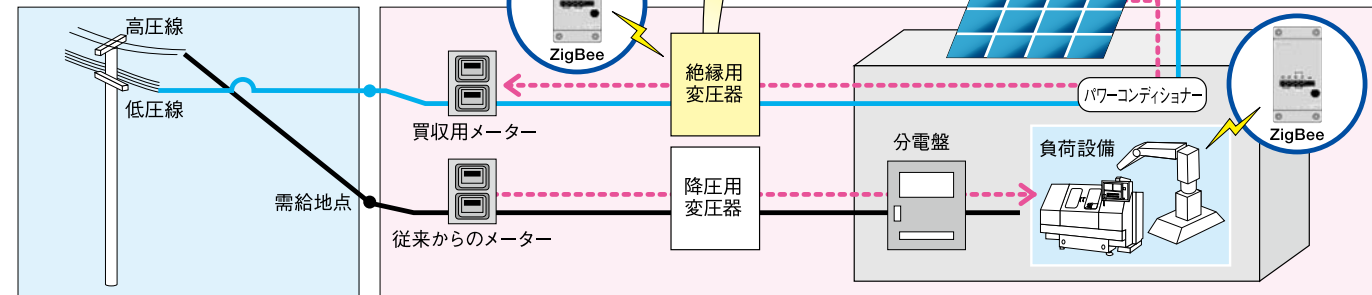 高圧線
低圧線
需給地点
ZigBee
買収用メーター
従来からのメーター
絶縁用
変圧器
降圧用
変圧器
分電盤
パワーコンディショナー
負荷設備
ZigBee